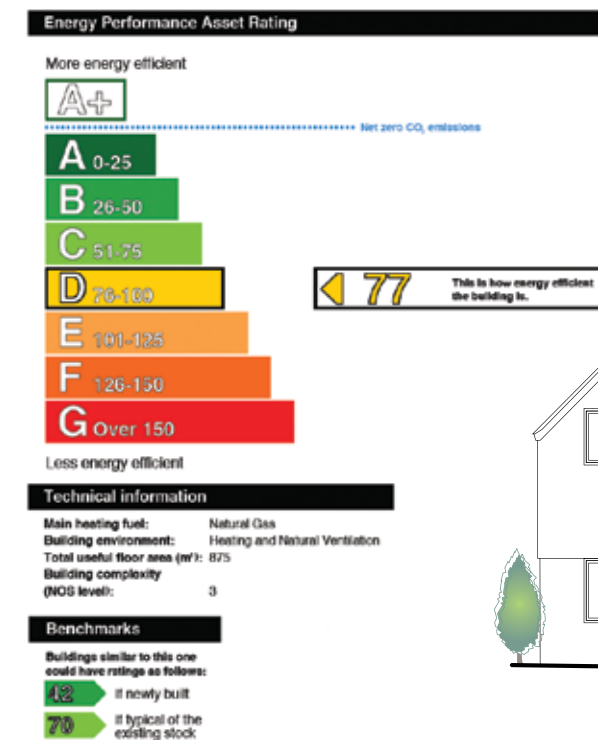 Energy Performance Asset Rating
More energy efficient
A+
Net zero CO₂ emissions
A 0-25
B 26-50
C 51-75
D 76-100
77
This is how energy efficient
the building is.
E 101-125
F 126-150
G Over 150
Less energy efficient
Technical information
Main heating fuel: Natural Gas
Building environment: Heating and Natural Ventilation
Total useful floor area (m²): 875
Building complexity
(NOS level): 3
Benchmarks
Buildings similar to this one
could have ratings as follows:
42 If newly built
70 If typical of the
existing stock